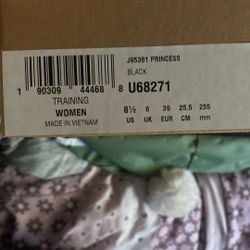 J95361 PRINCESS
BLACK
1 90309 44468 8
U68271
TRAINING
WOMEN
MADE IN VIETNAM
8½ 6 39 25.5 255
US UK EUR CM mm